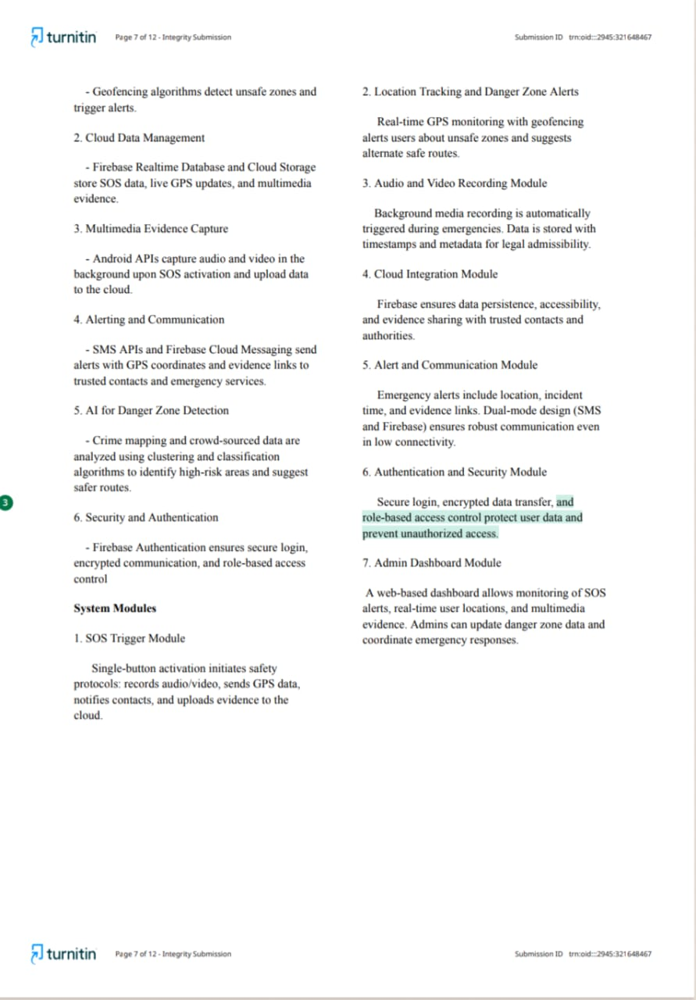 turnitin Page 7 of 12 - Integrity Submission Submission ID trn:oid:::2945:321648467
- Geofencing algorithms detect unsafe zones and
trigger alerts.
2. Cloud Data Management
- Firebase Realtime Database and Cloud Storage
store SOS data, live GPS updates, and multimedia
evidence.
3. Multimedia Evidence Capture
- Android APIs capture audio and video in the
background upon SOS activation and upload data
to the cloud.
4. Alerting and Communication
- SMS APIs and Firebase Cloud Messaging send
alerts with GPS coordinates and evidence links to
trusted contacts and emergency services.
5. AI for Danger Zone Detection
- Crime mapping and crowd-sourced data are
analyzed using clustering and classification
algorithms to identify high-risk areas and suggest
safer routes.
3
6. Security and Authentication
- Firebase Authentication ensures secure login,
encrypted communication, and role-based access
control
System Modules
1. SOS Trigger Module
Single-button activation initiates safety
protocols: records audio/video, sends GPS data,
notifies contacts, and uploads evidence to the
cloud.
2. Location Tracking and Danger Zone Alerts
Real-time GPS monitoring with geofencing
alerts users about unsafe zones and suggests
alternate safe routes.
3. Audio and Video Recording Module
Background media recording is automatically
triggered during emergencies. Data is stored with
timestamps and metadata for legal admissibility.
4. Cloud Integration Module
Firebase ensures data persistence, accessibility,
and evidence sharing with trusted contacts and
authorities.
5. Alert and Communication Module
Emergency alerts include location, incident
time, and evidence links. Dual-mode design (SMS
and Firebase) ensures robust communication even
in low connectivity.
6. Authentication and Security Module
Secure login, encrypted data transfer, and
role-based access control protect user data and
prevent unauthorized access.
7. Admin Dashboard Module
A web-based dashboard allows monitoring of SOS
alerts, real-time user locations, and multimedia
evidence. Admins can update danger zone data and
coordinate emergency responses.
turnitin Page 7 of 12 - Integrity Submission Submission ID trn:oid:::2945:321648467